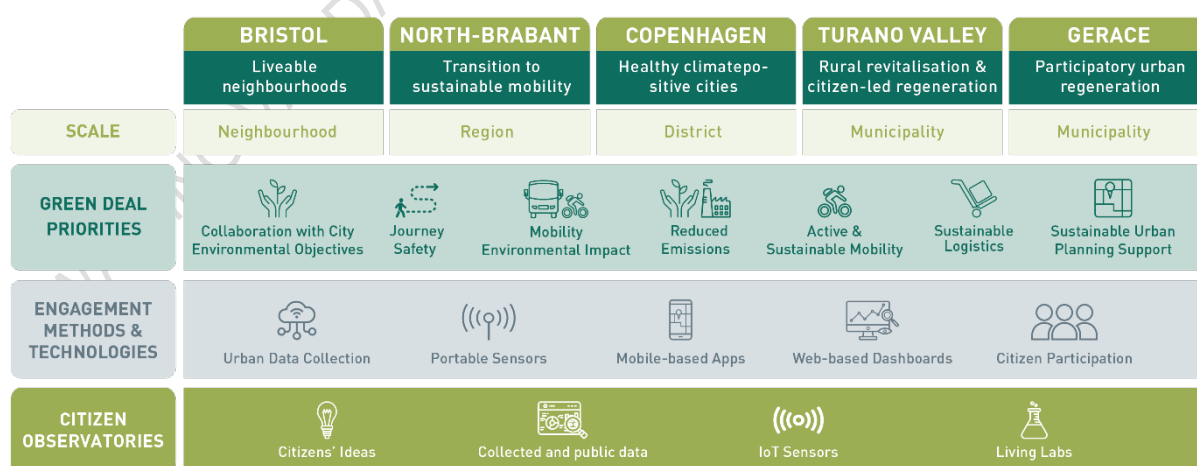 BRISTOL
NORTH-BRABANT
COPENHAGEN
TURANO VALLEY
GERACE
Liveable
neighbourhoods
Transition to
sustainable mobility
Healthy climatepo-
sitive cities
Rural revitalisation &
citizen-led regeneration
Participatory urban
regeneration
SCALE
Neighbourhood
Region
District
Municipality
Municipality
GREEN DEAL
PRIORITIES
Collaboration with City
Environmental Objectives
Journey
Safety
Mobility
Environmental Impact
Reduced
Emissions
Active &
Sustainable Mobility
Sustainable
Logistics
Sustainable Urban
Planning Support
ENGAGEMENT
METHODS &
TECHNOLOGIES
Urban Data Collection
Portable Sensors
Mobile-based Apps
Web-based Dashboards
Citizen Participation
CITIZEN
OBSERVATORIES
Citizens' Ideas
Collected and public data
IoT Sensors
Living Labs